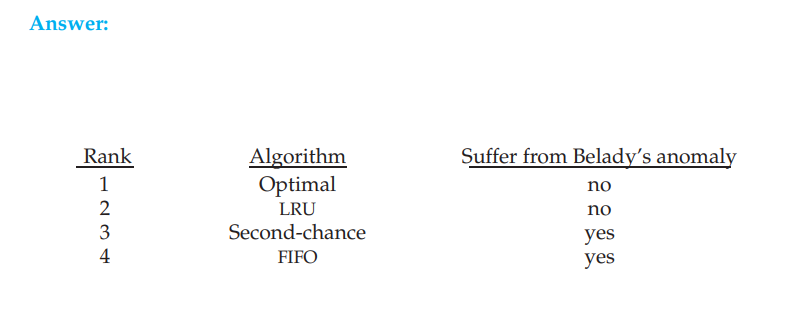 Answer:
Rank Algorithm Suffer from Belady’s anomaly
1 Optimal no
2 LRU no
3 Second-chance yes
4 FIFO yes